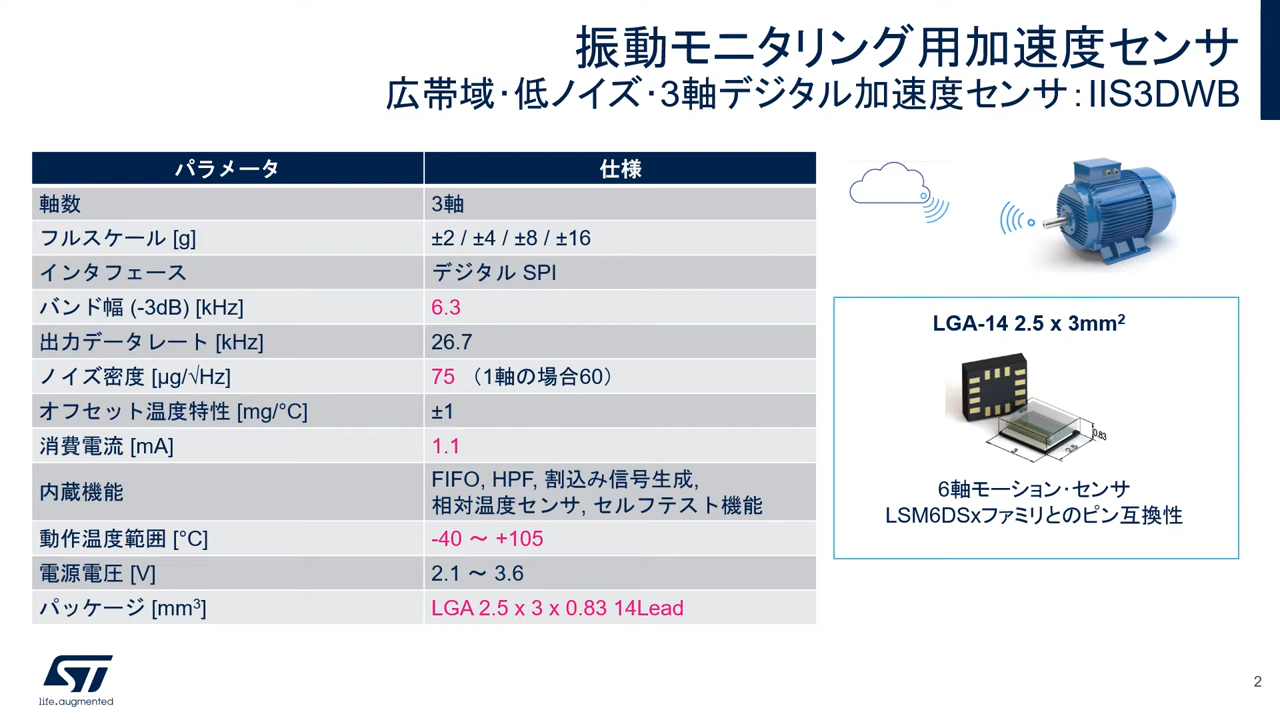 振動モニタリング用加速度センサ
広帯域・低ノイズ・3軸デジタル加速度センサ：IIS3DWB
パラメータ 仕様
軸数 3軸
フルスケール [g] ±2 / ±4 / ±8 / ±16
インタフェース デジタル SPI
バンド幅 (-3dB) [kHz] 6.3
出力データレート [kHz] 26.7
ノイズ密度 [µg/√Hz] 75 （1軸の場合60）
オフセット温度特性 [mg/°C] ±1
消費電流 [mA] 1.1
内蔵機能 FIFO, HPF, 割込み信号生成,
相対温度センサ, セルフテスト機能
動作温度範囲 [°C] -40 ～ +105
電源電圧 [V] 2.1 ～ 3.6
パッケージ [mm³] LGA 2.5 x 3 x 0.83 14Lead
LGA-14 2.5 x 3mm²
3
2.5
0.83
6軸モーション・センサ
LSM6DSxファミリとのピン互換性
ST
life.augmented
2